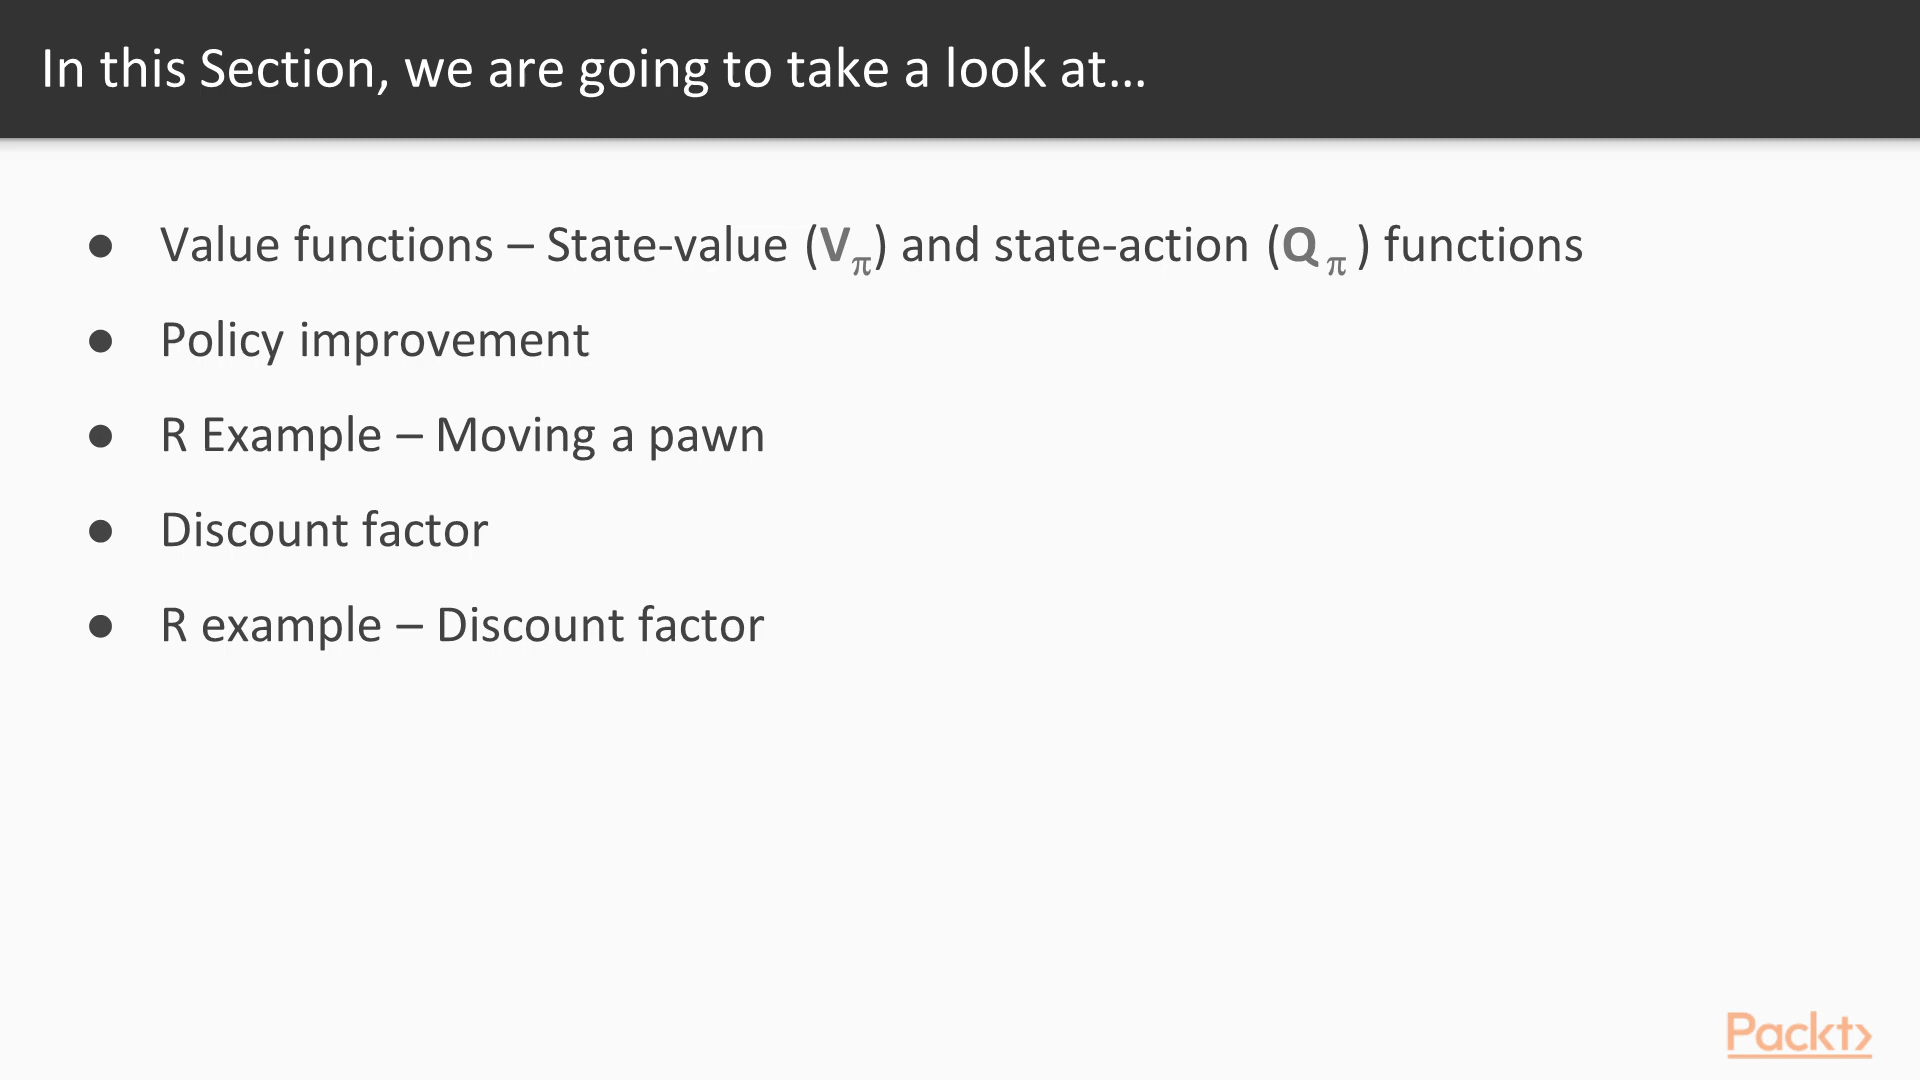 In this Section, we are going to take a look at…
● Value functions – State-value (Vπ) and state-action (Q π ) functions
● Policy improvement
● R Example – Moving a pawn
● Discount factor
● R example – Discount factor
Packt>